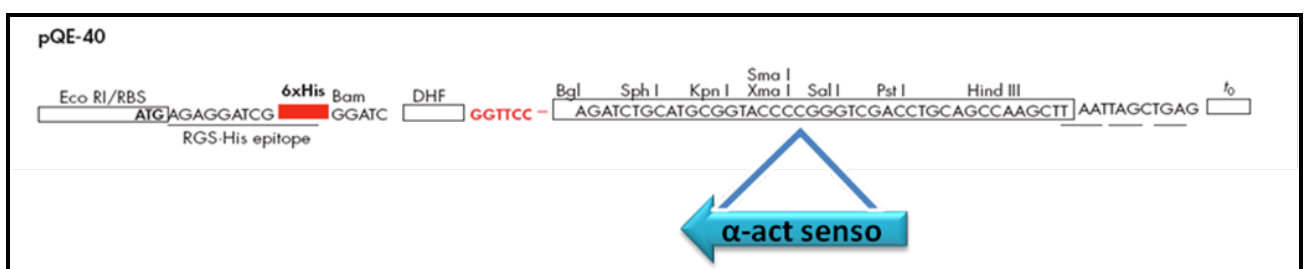 pQE-40
Sma I
Eco RI/RBS 6xHis Bam DHF Bgl Sph I Kpn I Xma I Sal I Pst I Hind III t₀
ATG AGAGGATCG GGATC GGTTCC – AGATCTGCATGCGGTACCCCGGGTCGACCTGCAGCCAAGCTT AATTAGCTGAG
RGS·His epitope
α-act senso